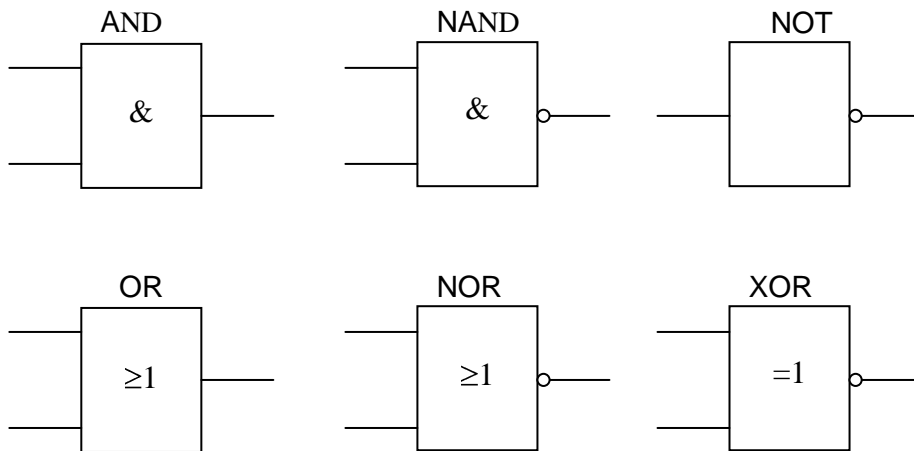 AND NAND NOT
& &
OR NOR XOR
≥1 ≥1 =1